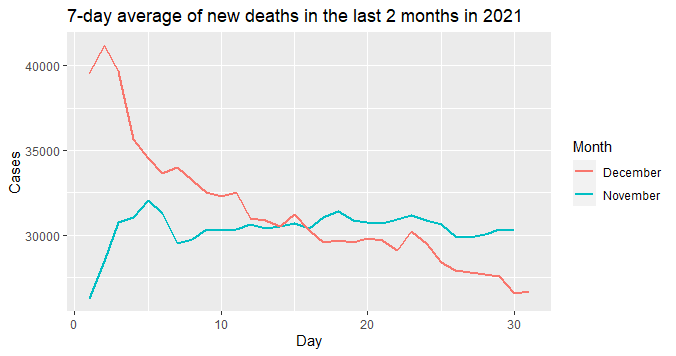 7-day average of new deaths in the last 2 months in 2021
Cases
40000
35000
30000
0
10
20
30
Day
Month
December
November